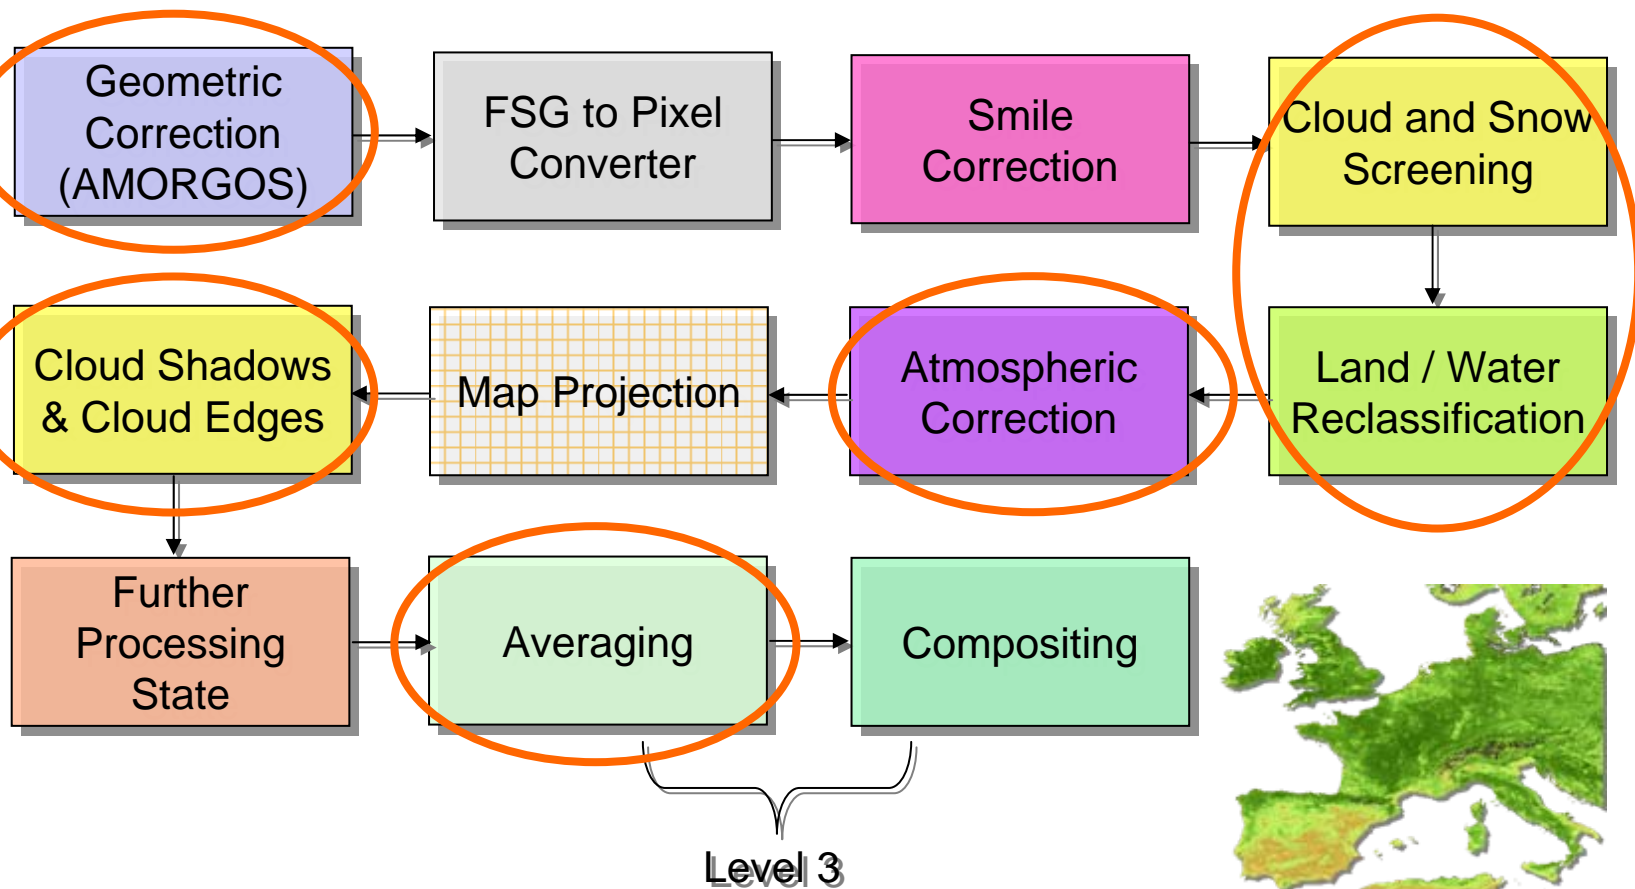 Geometric
Correction
(AMORGOS)
FSG to Pixel
Converter
Smile
Correction
Cloud and Snow
Screening
Land / Water
Reclassification
Atmospheric
Correction
Map Projection
Cloud Shadows
& Cloud Edges
Further
Processing
State
Averaging
Compositing
Level 3